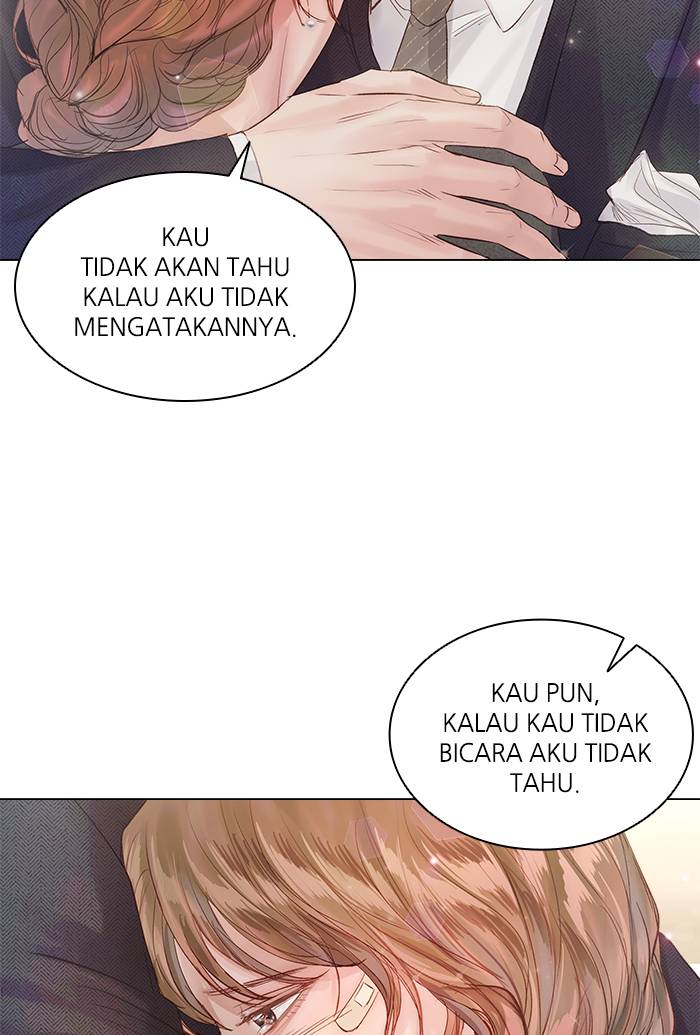 KAU
TIDAK AKAN TAHU
KALAU AKU TIDAK
MENGATAKANNYA.
KAU PUN,
KALAU KAU TIDAK
BICARA AKU TIDAK
TAHU.